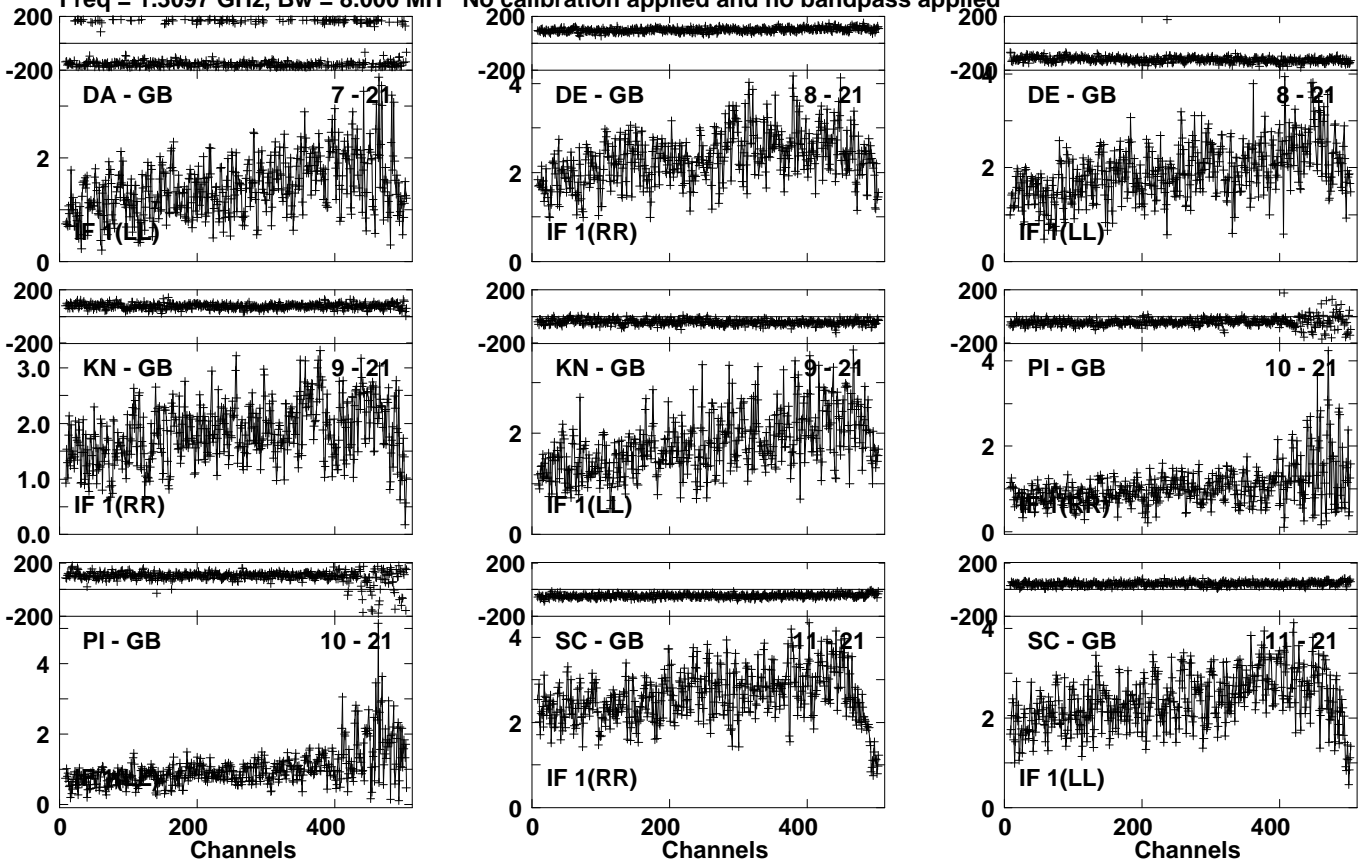 Freq = 1.5097 GHz, Bw = 8.000 MH No calibration applied and no bandpass applied
200
-200
DA - GB 7 - 21
2
IF 1(LL)
0
200
4
DE - GB 8 - 21
2
IF 1(RR)
0
200
-200
4
DE - GB 8 - 21
2
IF 1(LL)
0
200
-200
3.0
KN - GB 9 - 21
2.0
1.0
IF 1(RR)
0.0
200
-200
KN - GB 9 - 21
2
IF 1(LL)
0
200
-200
4
PI - GB 10 - 21
2
IF 1(RR)
0
200
-200
PI - GB 10 - 21
4
2
0
0 200 400
Channels
200
-200
4
SC - GB 11 - 21
2
IF 1(RR)
0
0 200 400
Channels
200
-200
4
SC - GB 11 - 21
2
IF 1(LL)
0
0 200 400
Channels